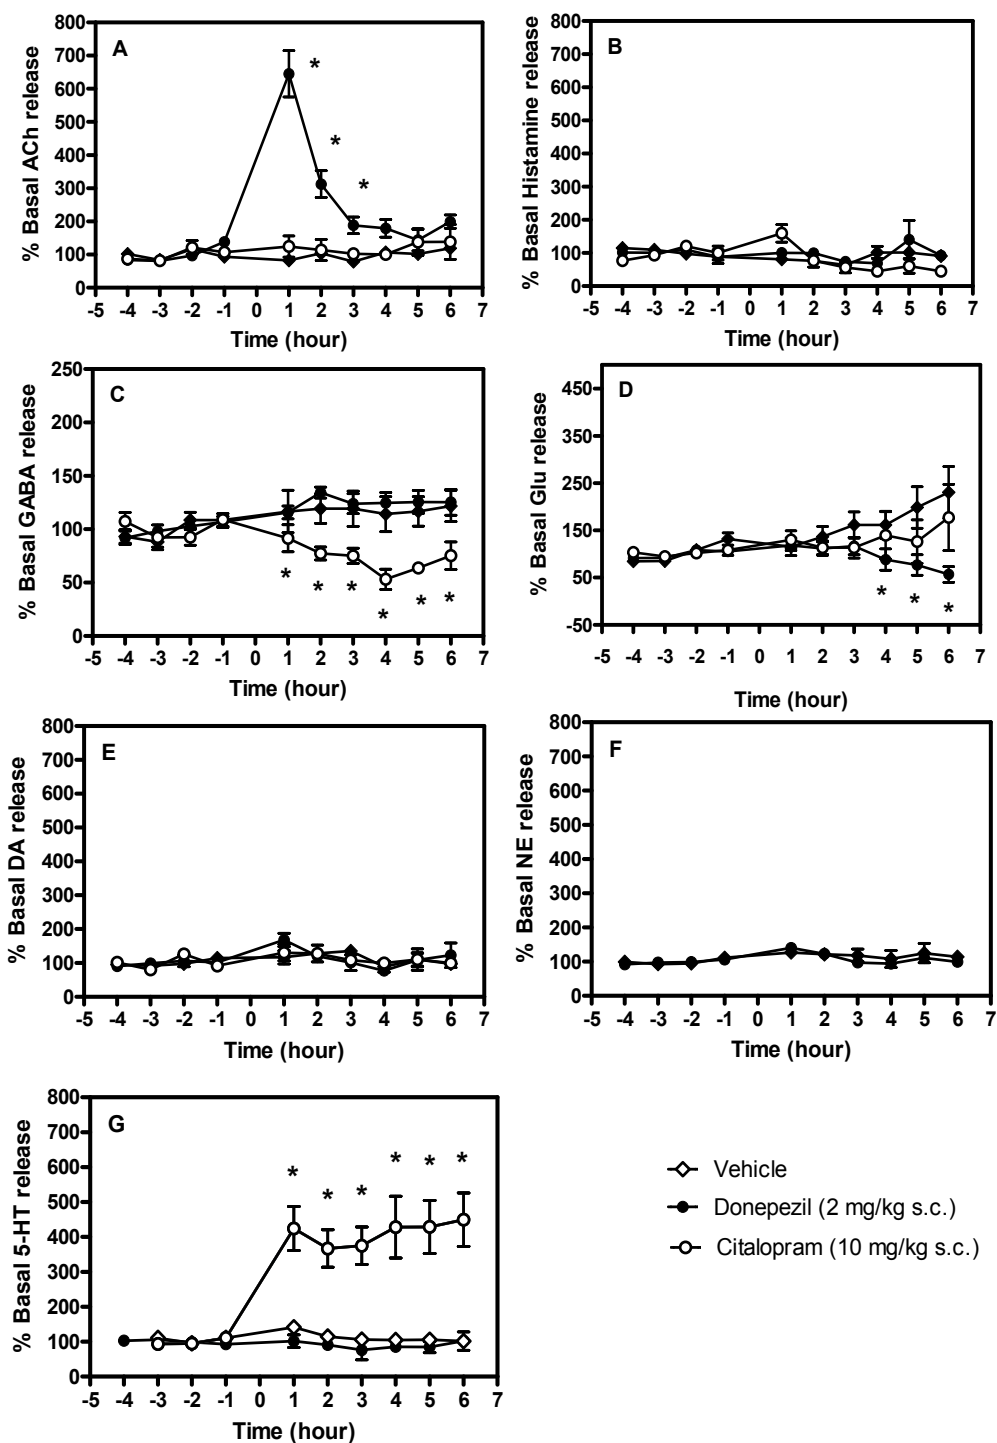 A
% Basal ACh release
800
700
600
500
400
300
200
100
0
* * *
-5 -4 -3 -2 -1 0 1 2 3 4 5 6 7
Time (hour)
B
% Basal Histamine release
800
700
600
500
400
300
200
100
0
-5 -4 -3 -2 -1 0 1 2 3 4 5 6 7
Time (hour)
C
% Basal GABA release
250
200
150
100
50
0
* * * * * *
-5 -4 -3 -2 -1 0 1 2 3 4 5 6 7
Time (hour)
D
% Basal Glu release
450
350
250
150
50
-50
* * *
-5 -4 -3 -2 -1 0 1 2 3 4 5 6 7
Time (hour)
E
% Basal DA release
800
700
600
500
400
300
200
100
0
-5 -4 -3 -2 -1 0 1 2 3 4 5 6 7
Time (hour)
F
% Basal NE release
800
700
600
500
400
300
200
100
0
-5 -4 -3 -2 -1 0 1 2 3 4 5 6 7
Time (hour)
G
% Basal 5-HT release
800
700
600
500
400
300
200
100
0
* * * * * *
-5 -4 -3 -2 -1 0 1 2 3 4 5 6 7
Time (hour)
Vehicle
Donepezil (2 mg/kg s.c.)
Citalopram (10 mg/kg s.c.)